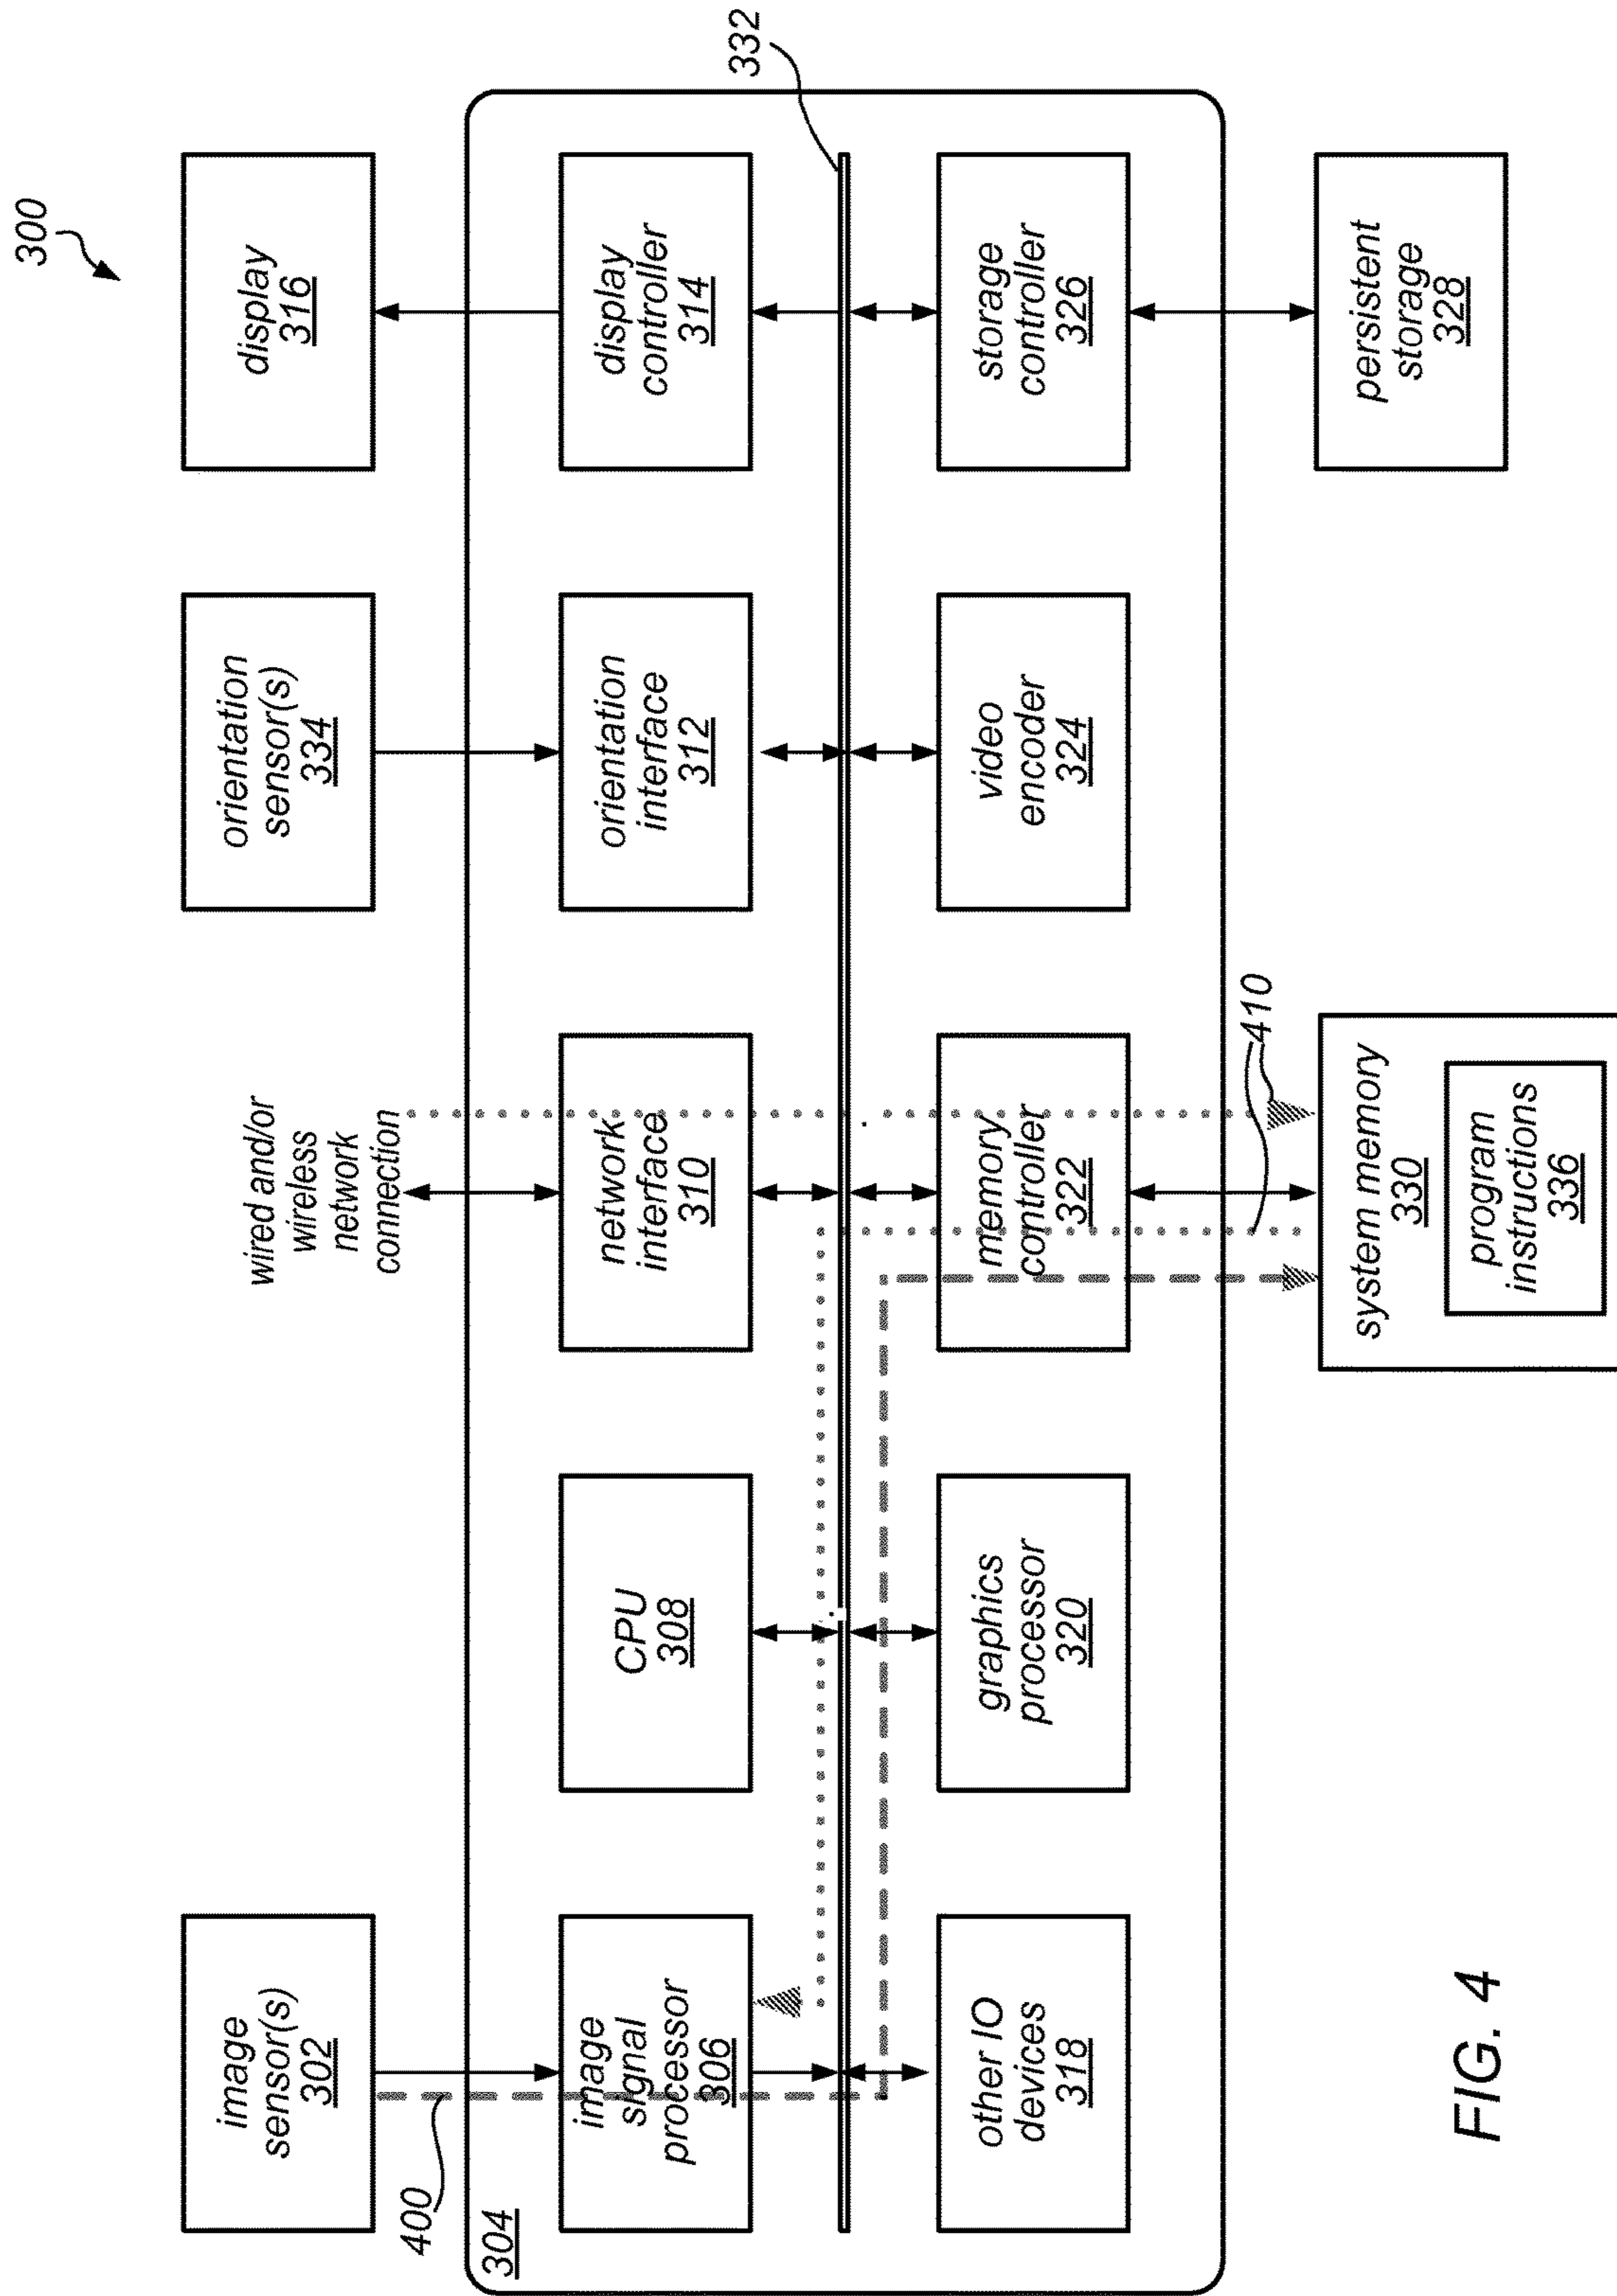 300
image
sensor(s)
302
wired and/or
wireless
network
connection
orientation
sensor(s)
334
display
316
400
304
image
signal
processor
306
CPU
308
network
interface
310
orientation
interface
312
display
controller
314
332
other IO
devices
318
graphics
processor
320
memory
controller
322
video
encoder
324
storage
controller
326
410
system memory
330
program
instructions
336
persistent
storage
328
FIG. 4